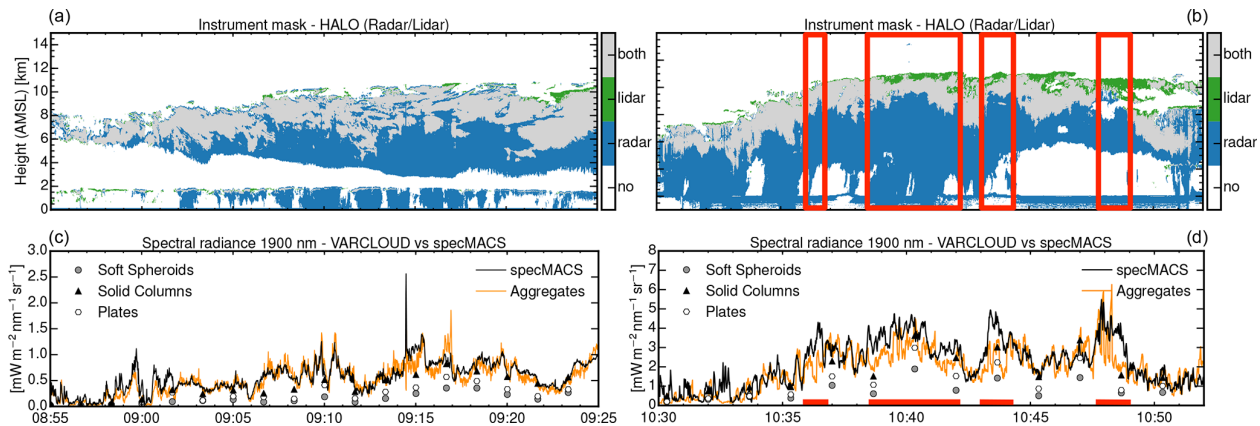 (a)
Instrument mask - HALO (Radar/Lidar)
Height (AMSL) [km]
14
12
10
8
6
4
2
0
both
lidar
radar
no
Instrument mask - HALO (Radar/Lidar)
(b)
both
lidar
radar
no
(c)
Spectral radiance 1900 nm - VARCLOUD vs specMACS
[mW m⁻² nm⁻¹ sr⁻¹]
3.0
2.5
2.0
1.5
1.0
0.5
0.0
Soft Spheroids
Solid Columns
Plates
specMACS
Aggregates
08:55 09:00 09:05 09:10 09:15 09:20 09:25
Spectral radiance 1900 nm - VARCLOUD vs specMACS
(d)
[mW m⁻² nm⁻¹ sr⁻¹]
8
7
6
5
4
3
2
1
0
Soft Spheroids
Solid Columns
Plates
specMACS
Aggregates
10:30 10:35 10:40 10:45 10:50